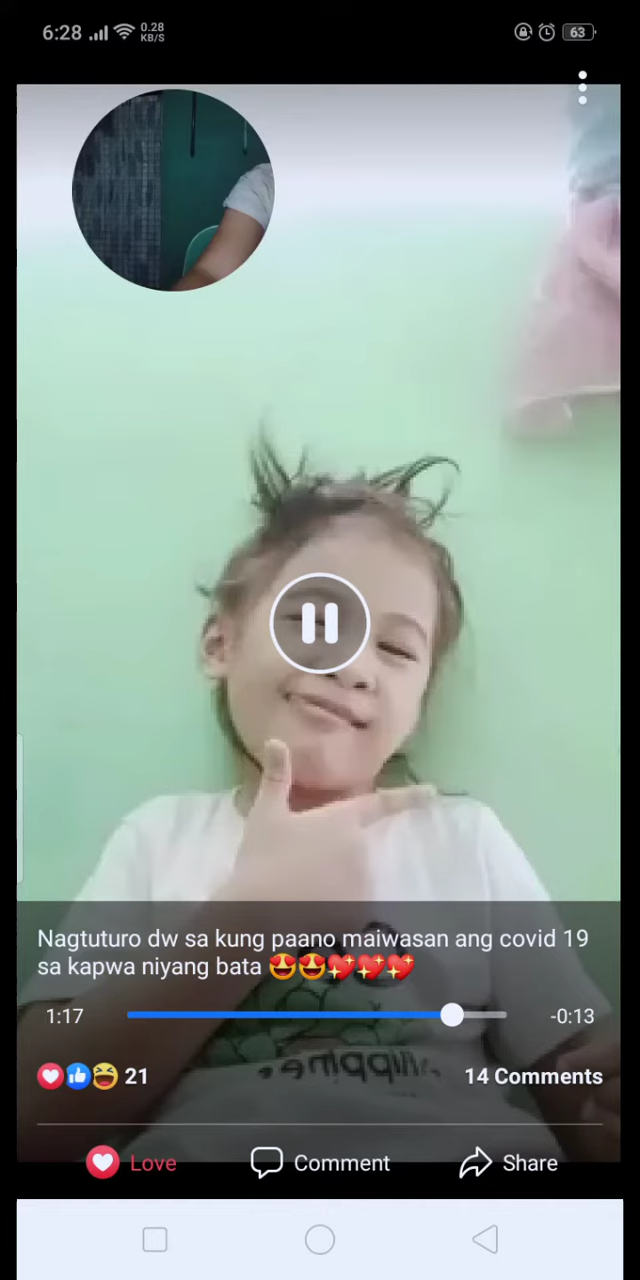 6:28 0.28 KB/S 63
Nagtuturo dw sa kung paano maiwasan ang covid 19
sa kapwa niyang bata 😍😍💖💖💖
1:17 -0:13
21 14 Comments
Love Comment Share